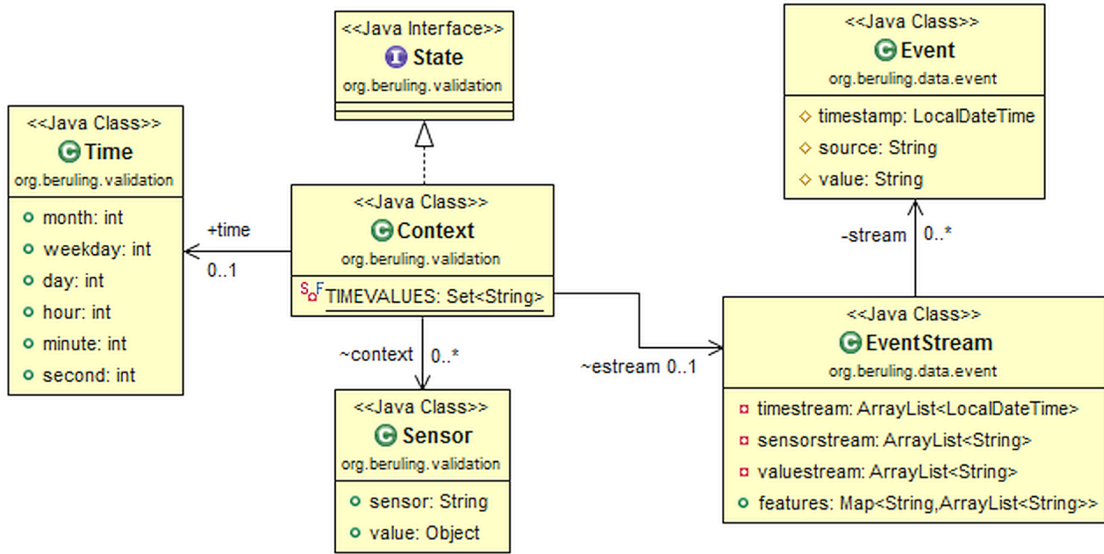 <<Java Interface>>
I State
org.beruling.validation
<<Java Class>>
C Event
org.beruling.data.event
timestamp: LocalDateTime
source: String
value: String
<<Java Class>>
C Time
org.beruling.validation
month: int
weekday: int
day: int
hour: int
minute: int
second: int
<<Java Class>>
C Context
org.beruling.validation
S F TIMEVALUES: Set<String>
+time
0..1
~context 0..*
~estream 0..1
-stream 0..*
<<Java Class>>
C Sensor
org.beruling.validation
sensor: String
value: Object
<<Java Class>>
C EventStream
org.beruling.data.event
timestream: ArrayList<LocalDateTime>
sensorstream: ArrayList<String>
valuestream: ArrayList<String>
features: Map<String,ArrayList<String>>